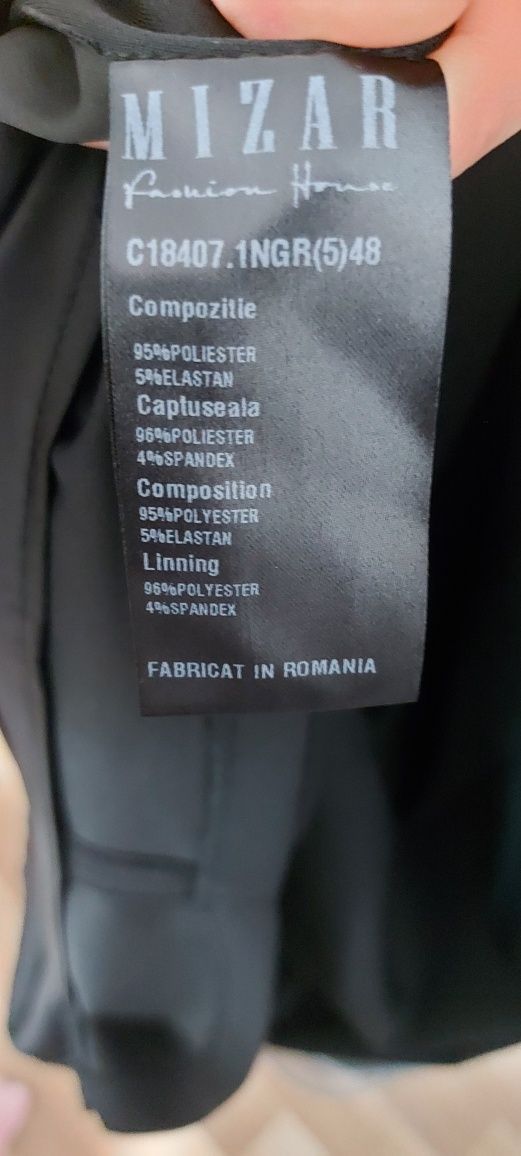 MIZAR
Fashion House
C18407.1NGR(5)48
Compozitie
95%POLIESTER
5%ELASTAN
Captuseala
96%POLIESTER
4%SPANDEX
Composition
95%POLYESTER
5%ELASTAN
Linning
96%POLYESTER
4%SPANDEX
FABRICAT IN ROMANIA